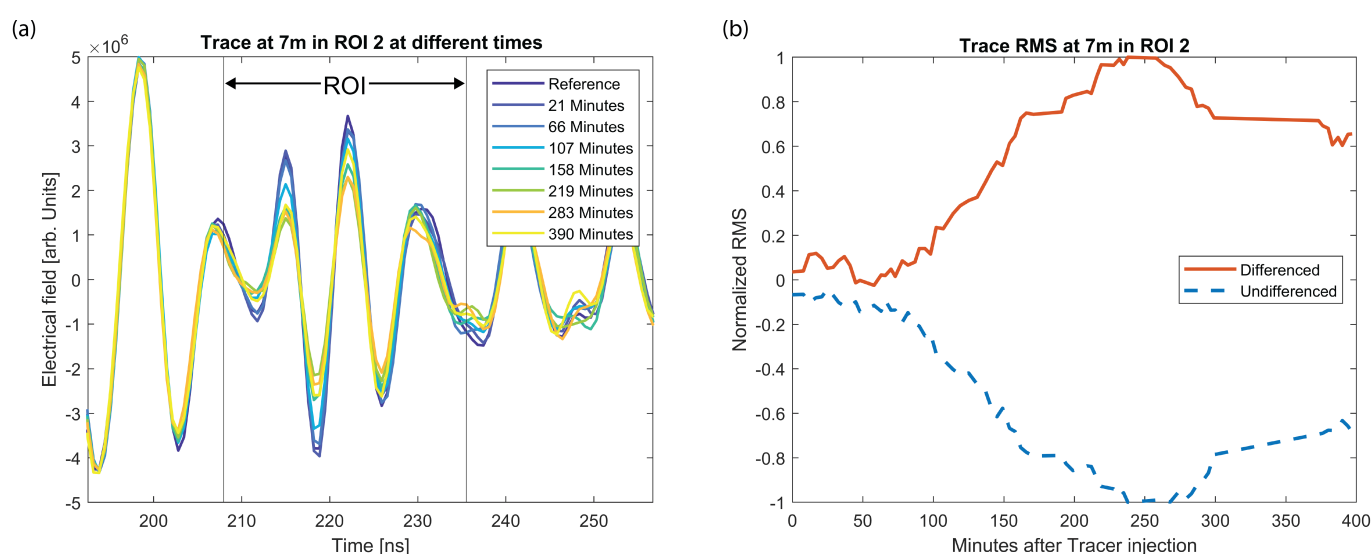 (a)
Trace at 7m in ROI 2 at different times
×10⁶
5
4
3
2
1
0
-1
-2
-3
-4
-5
Electrical field [arb. Units]
ROI
Reference
21 Minutes
66 Minutes
107 Minutes
158 Minutes
219 Minutes
283 Minutes
390 Minutes
200 210 220 230 240 250
Time [ns]
(b)
Trace RMS at 7m in ROI 2
1
0.8
0.6
0.4
0.2
0
-0.2
-0.4
-0.6
-0.8
-1
Normalized RMS
Differenced
Undifferenced
0 50 100 150 200 250 300 350 400
Minutes after Tracer injection